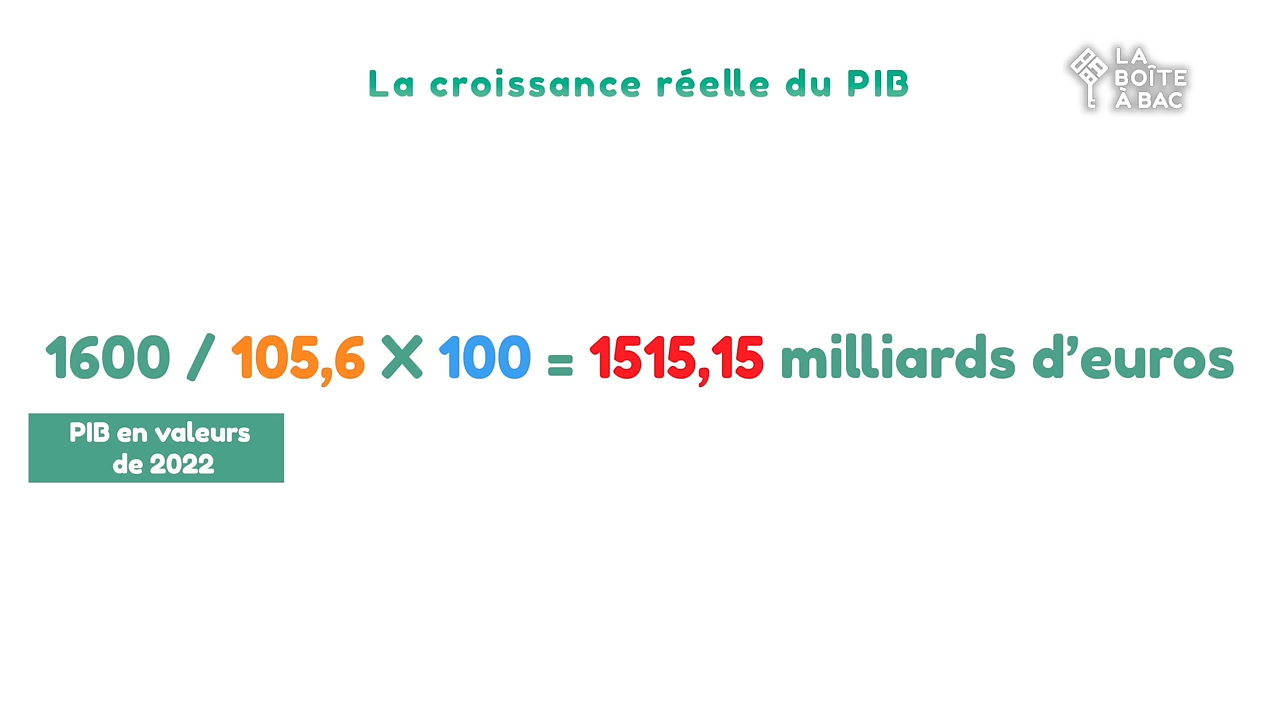 La croissance réelle du PIB
LA
BOÎTE
À BAC
1600 / 105,6 X 100 = 1515,15 milliards d’euros
PIB en valeurs
de 2022